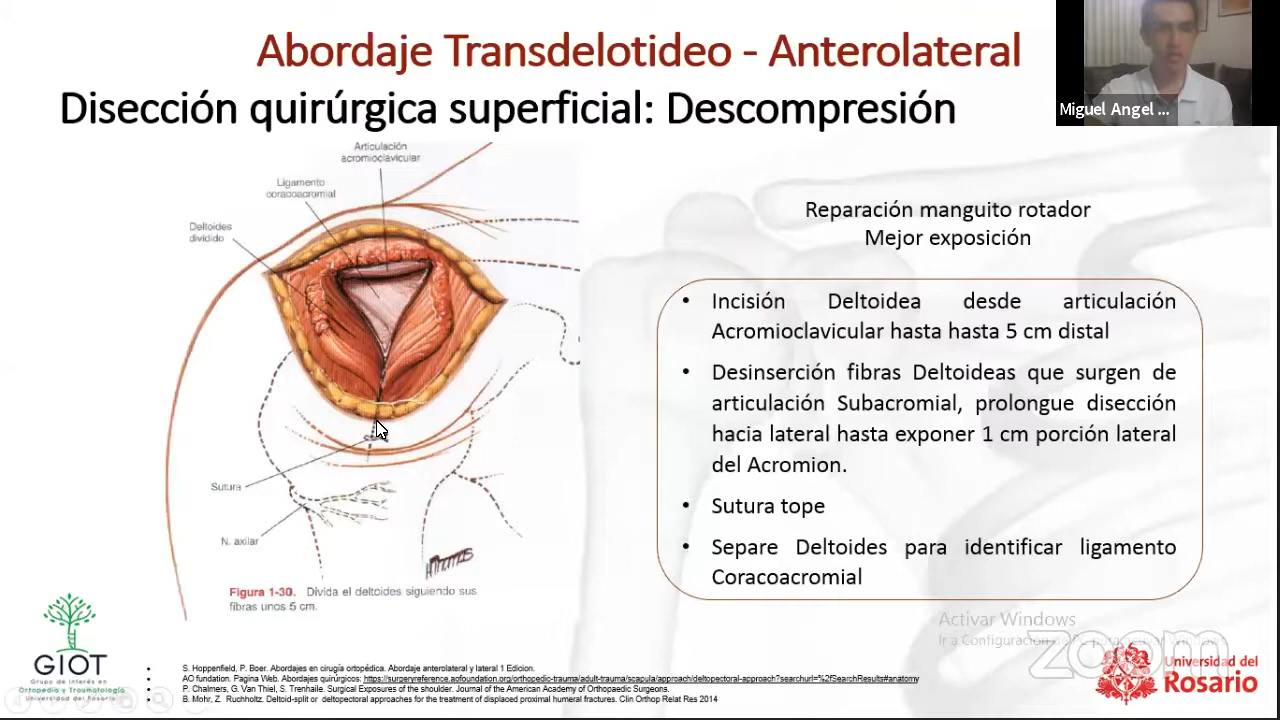 Abordaje Transdelotideo - Anterolateral
Disección quirúrgica superficial: Descompresión
Miguel Angel ...
Articulación
acromioclavicular
Ligamento
coracoacromial
Deltoides
dividido
Sutura
N. axilar
Figura 1-30. Divida el deltoides siguiendo sus
fibras unos 5 cm.
Reparación manguito rotador
Mejor exposición
• Incisión Deltoidea desde articulación
Acromioclavicular hasta hasta 5 cm distal
• Desinserción fibras Deltoideas que surgen de
articulación Subacromial, prolongue disección
hacia lateral hasta exponer 1 cm porción lateral
del Acromion.
• Sutura tope
• Separe Deltoides para identificar ligamento
Coracoacromial
Activar Windows
Ir a Configuración de PC para activar Windows
zoom
GIOT
Grupo de Interés en
Ortopedia y Traumatología
Universidad del Rosario
• S. Hoppenfield, P. Boer. Abordajes en cirugía ortopédica. Abordaje anterolateral y lateral 1 Edicion.
• AO fundation. Pagina Web. Abordajes quirúrgicos: https://surgeryreference.aofoundation.org/orthopedic-trauma/adult-trauma/scapula/approach/deltopectoral-approach?searchurl=%2fSearchResults#anatomy
• P. Chalmers, G. Van Thiel, S. Trenhaile. Surgical Exposures of the shoulder. Journal of the American Academy of Orthopaedic Surgeons.
• B. Mohr, Z Ruchholtz. Deltoid-split or deltopectoral approaches for the treatment of displaced proximal humeral fractures. Clin Orthop Relat Res 2014
Universidad del
Rosario